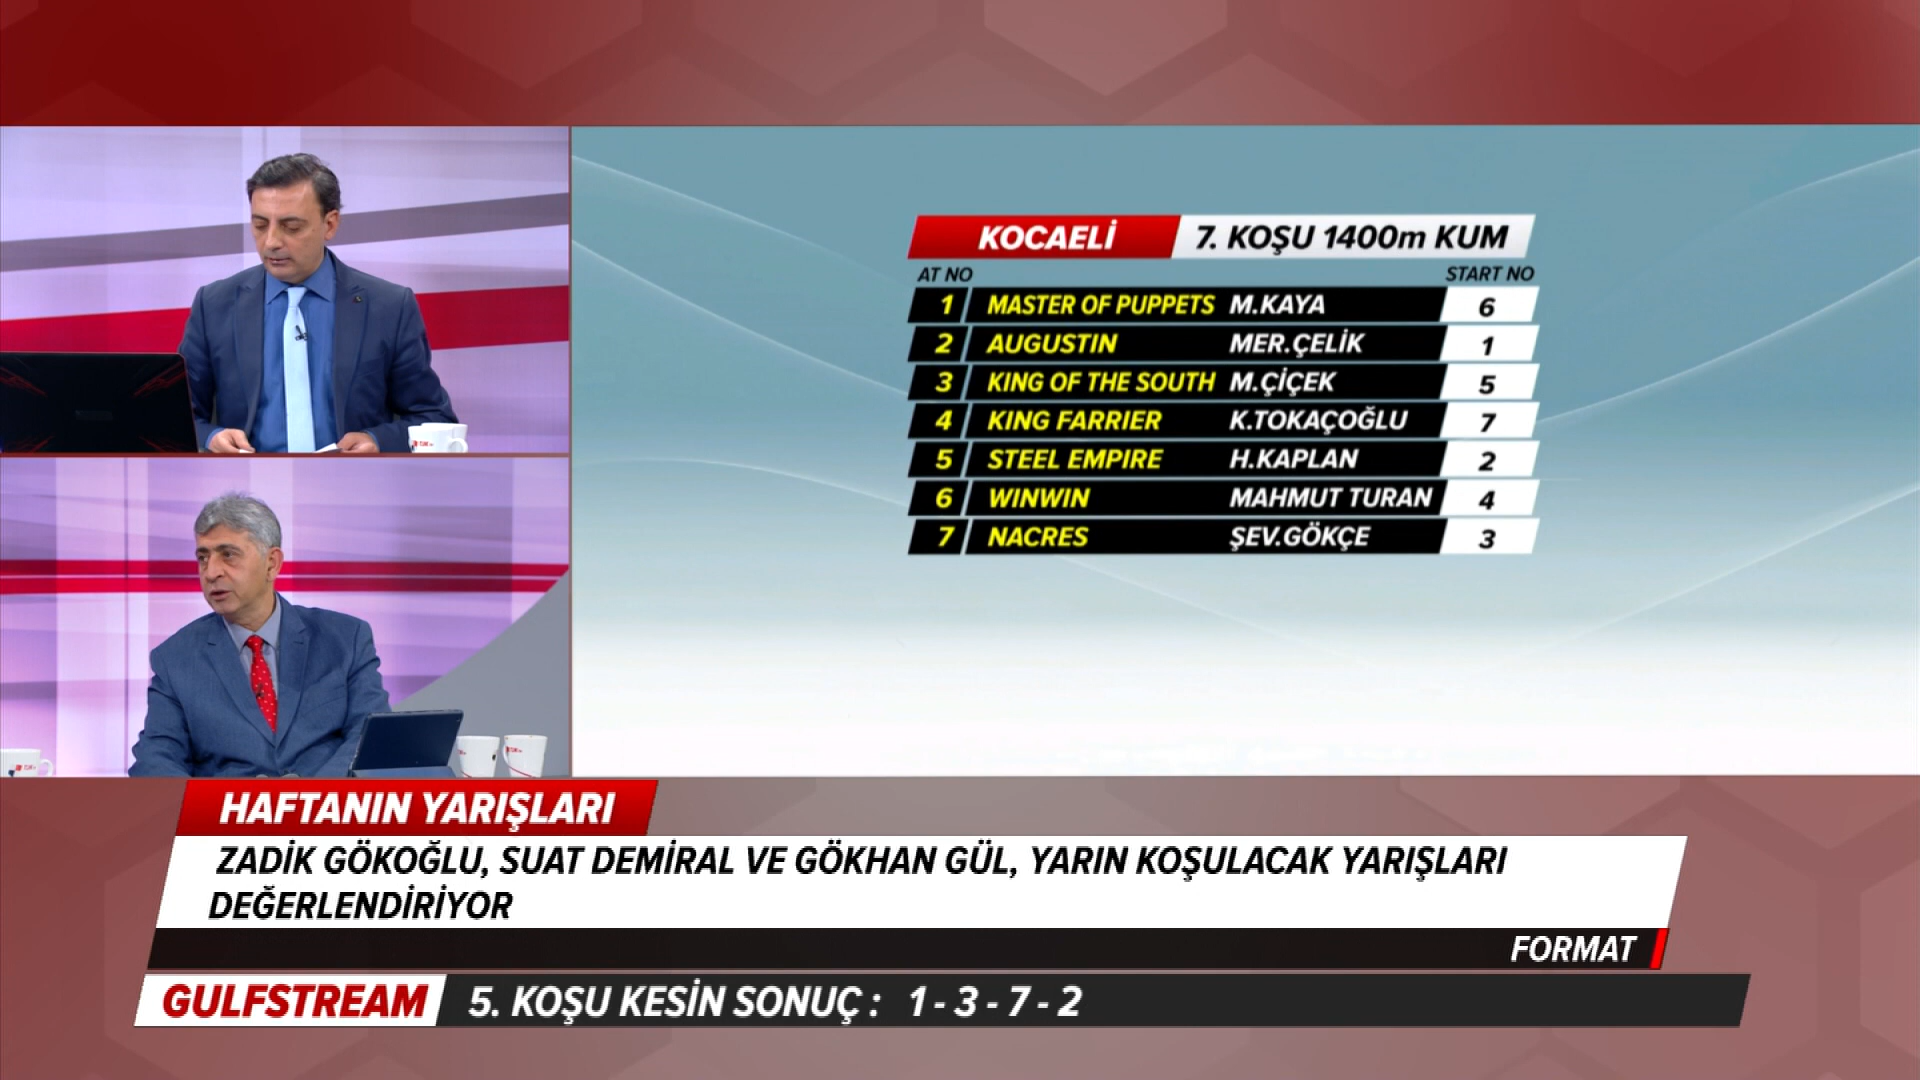 KOCAELİ 7. KOŞU 1400m KUM
AT NO START NO
1 MASTER OF PUPPETS M.KAYA 6
2 AUGUSTIN MER.ÇELİK 1
3 KING OF THE SOUTH M.ÇİÇEK 5
4 KING FARRIER K.TOKAÇOĞLU 7
5 STEEL EMPIRE H.KAPLAN 2
6 WINWIN MAHMUT TURAN 4
7 NACRES ŞEV.GÖKÇE 3
HAFTANIN YARIŞLARI
ZADİK GÖKOĞLU, SUAT DEMİRAL VE GÖKHAN GÜL, YARIN KOŞULACAK YARIŞLARI
DEĞERLENDİRİYOR
FORMAT
GULFSTREAM 5. KOŞU KESİN SONUÇ : 1 - 3 - 7 - 2